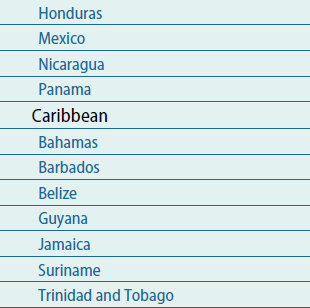 Honduras
Mexico
Nicaragua
Panama
Caribbean
Bahamas
Barbados
Belize
Guyana
Jamaica
Suriname
Trinidad and Tobago